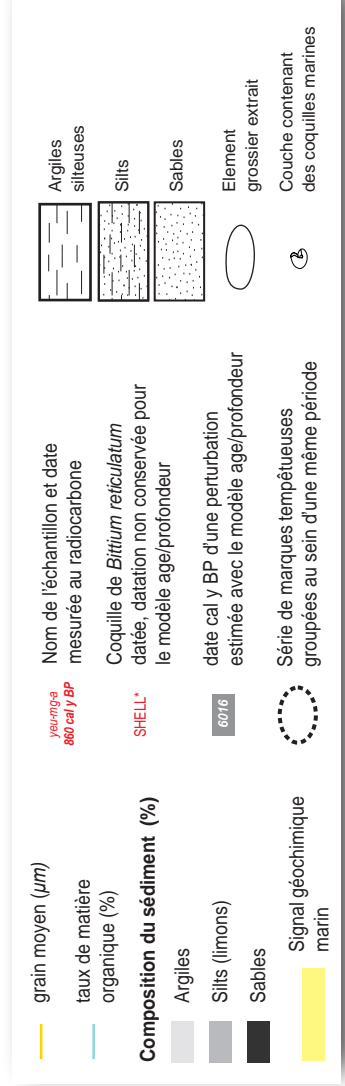 grain moyen (µm)
taux de matière
organique (%)
Composition du sédiment (%)
Argiles
Silts (limons)
Sables
Signal géochimique
marin
yeu-mg-a
860 cal y BP
Nom de l'échantillon et date
mesurée au radiocarbone
SHELL*
Coquille de Bittium reticulatum
datée, datation non conservée pour
le modèle age/profondeur
6016
date cal y BP d'une perturbation
estimée avec le modèle age/profondeur
Série de marques tempêtueuses
groupées au sein d'une même période
Argiles
silteuses
Silts
Sables
Element
grossier extrait
Couche contenant
des coquilles marines